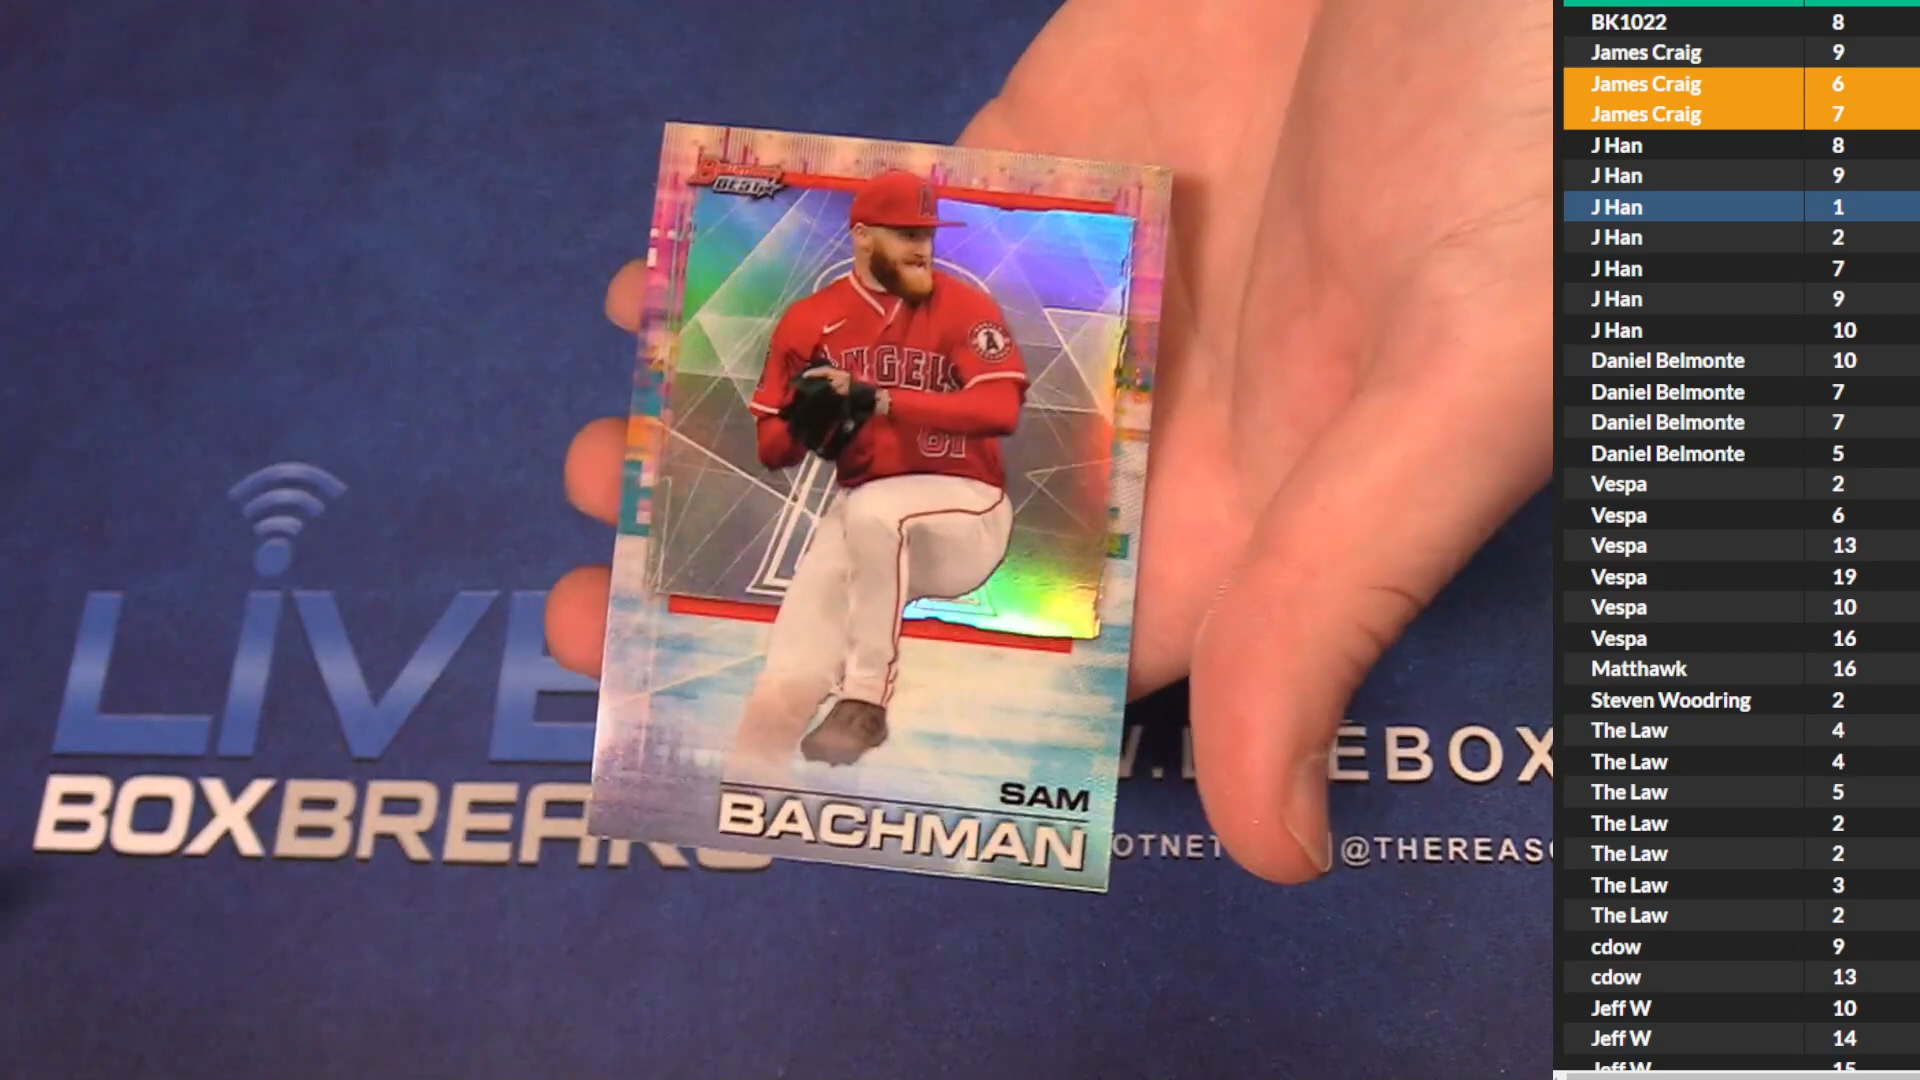 BOWMAN'S
BEST
A
ANGELS
A
61
SAM
BACHMAN
LIVE
BOXBREAKS
EBOX
OTNET
@THEREAS
BK1022 8
James Craig 9
James Craig 6
James Craig 7
J Han 8
J Han 9
J Han 1
J Han 2
J Han 7
J Han 9
J Han 10
Daniel Belmonte 10
Daniel Belmonte 7
Daniel Belmonte 7
Daniel Belmonte 5
Vespa 2
Vespa 6
Vespa 13
Vespa 19
Vespa 10
Vespa 16
Matthawk 16
Steven Woodring 2
The Law 4
The Law 4
The Law 5
The Law 2
The Law 2
The Law 3
The Law 2
cdow 9
cdow 13
Jeff W 10
Jeff W 14
Jeff W 15